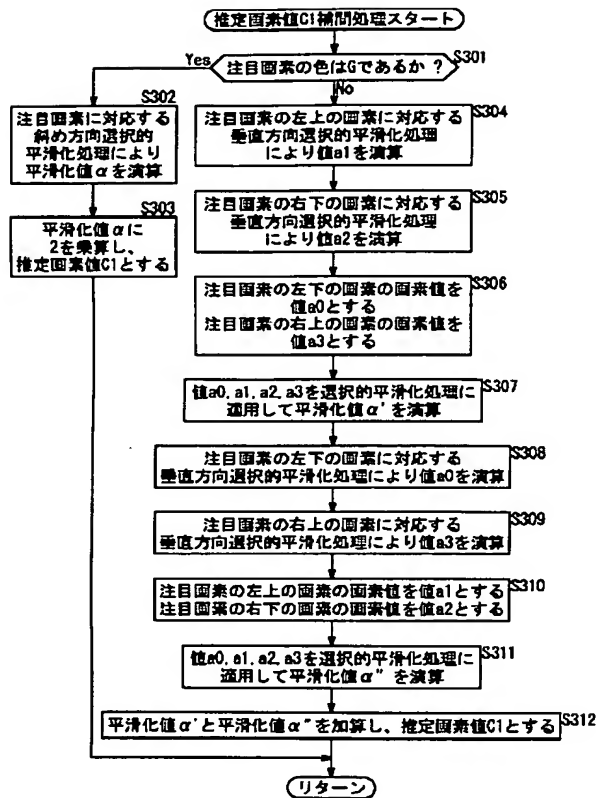 推定画素値C1補間処理スタート
注目画素の色はGであるか ?
S301
Yes
No
S302
注目画素に対応する
斜め方向選択的
平滑化処理により
平滑化値αを演算
S303
平滑化値αに
2を乗算し、
推定画素値C1とする
S304
注目画素の左上の画素に対応する
垂直方向選択的平滑化処理
により値a1を演算
S305
注目画素の右下の画素に対応する
垂直方向選択的平滑化処理
により値a2を演算
S306
注目画素の左下の画素の画素値を
値a0とする
注目画素の右上の画素の画素値を
値a3とする
S307
値a0,a1,a2,a3を選択的平滑化処理に
適用して平滑化値α'を演算
S308
注目画素の左下の画素に対応する
垂直方向選択的平滑化処理により値a0を演算
S309
注目画素の右上の画素に対応する
垂直方向選択的平滑化処理により値a3を演算
S310
注目画素の左上の画素の画素値を値a1とする
注目画素の右下の画素の画素値を値a2とする
S311
値a0,a1,a2,a3を選択的平滑化処理に
適用して平滑化値α"を演算
S312
平滑化値α'と平滑化値α"を加算し、推定画素値C1とする
リターン